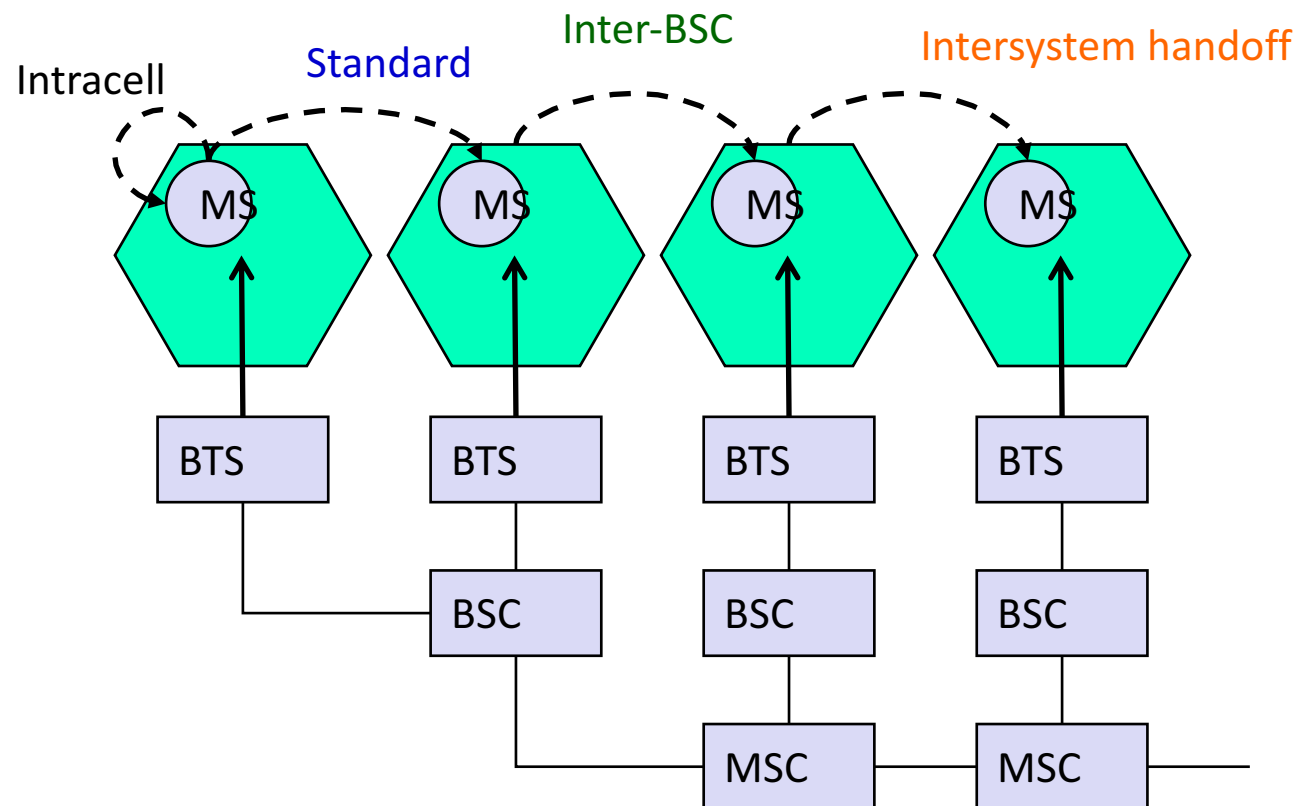 Inter-BSC
Intersystem handoff
Standard
Intracell
MS
MS
MS
MS
BTS
BTS
BTS
BTS
BSC
BSC
BSC
MSC
MSC